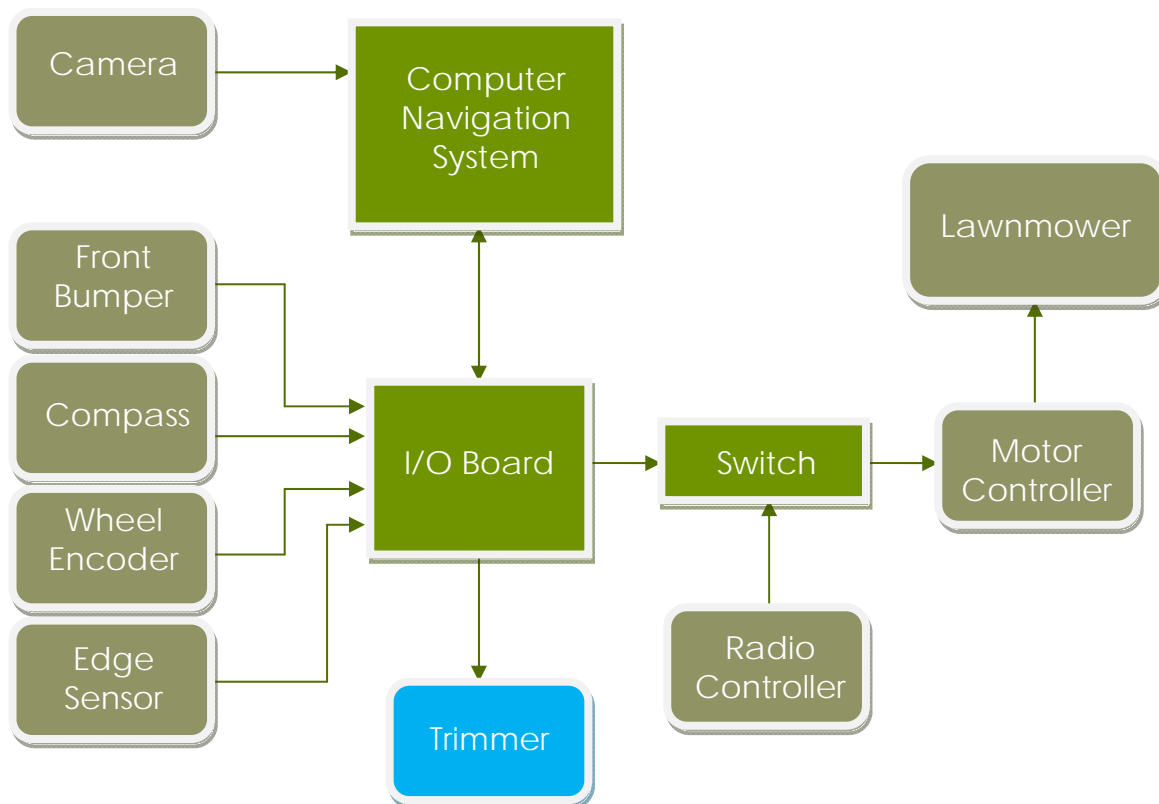 Camera
Computer
Navigation
System
Lawnmower
Front
Bumper
Compass
I/O Board
Switch
Motor
Controller
Wheel
Encoder
Edge
Sensor
Radio
Controller
Trimmer